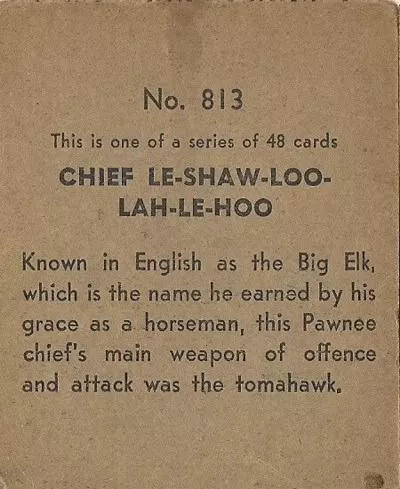 No. 813
This is one of a series of 48 cards
CHIEF LE-SHAW-LOO-
LAH-LE-HOO
Known in English as the Big Elk,
which is the name he earned by his
grace as a horseman, this Pawnee
chief's main weapon of offence
and attack was the tomahawk.